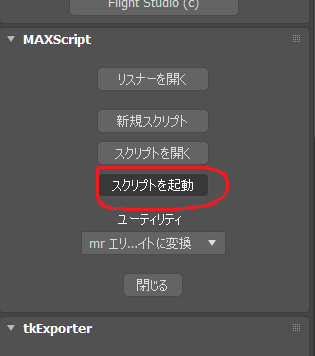 Flight Studio (c)
MAXScript
リスナーを開く
新規スクリプト
スクリプトを開く
スクリプトを起動
ユーティリティ
mr エリ...イトに変換
閉じる
tkExporter